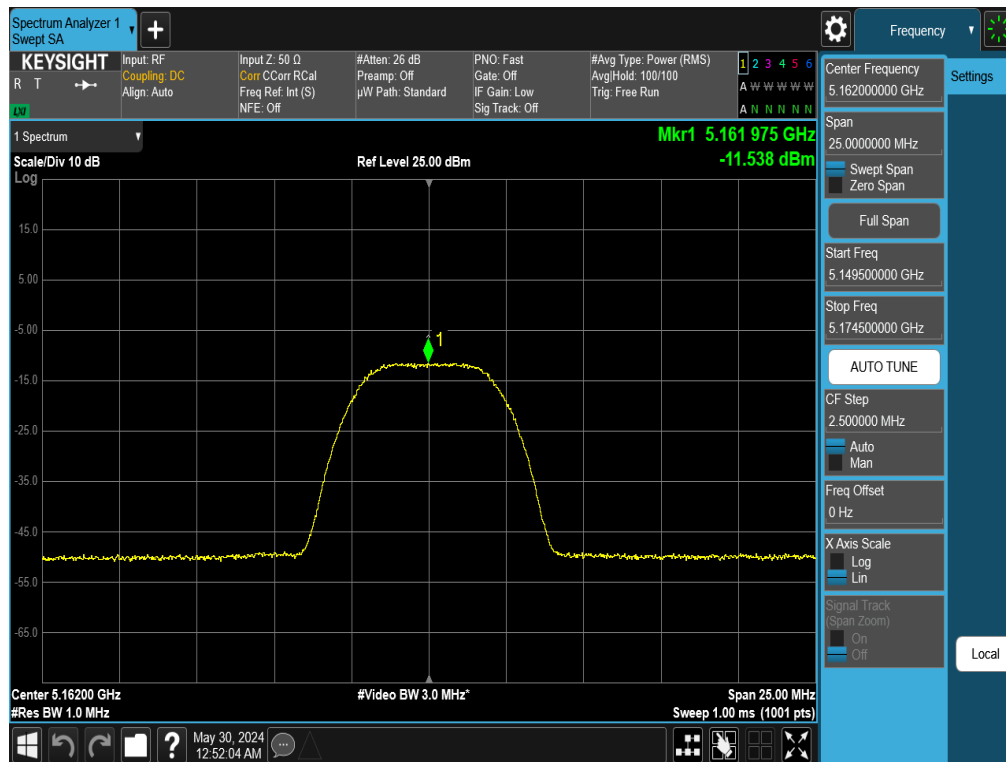 Spectrum Analyzer 1
Swept SA
+
Frequency
KEYSIGHT
R T
LXI
Input: RF
Coupling: DC
Align: Auto
Input Z: 50 Ω
Corr CCorr RCal
Freq Ref: Int (S)
NFE: Off
#Atten: 26 dB
Preamp: Off
µW Path: Standard
PNO: Fast
Gate: Off
IF Gain: Low
Sig Track: Off
#Avg Type: Power (RMS)
Avg|Hold: 100/100
Trig: Free Run
1 2 3 4 5 6
A W W W W W
A N N N N N
1 Spectrum
Scale/Div 10 dB
Log
Ref Level 25.00 dBm
Mkr1 5.161 975 GHz
-11.538 dBm
15.0
5.00
-5.00
-15.0
-25.0
-35.0
-45.0
-55.0
-65.0
1
Center 5.16200 GHz
#Res BW 1.0 MHz
#Video BW 3.0 MHz*
Span 25.00 MHz
Sweep 1.00 ms (1001 pts)
Center Frequency
5.162000000 GHz
Settings
Span
25.0000000 MHz
Swept Span
Zero Span
Full Span
Start Freq
5.149500000 GHz
Stop Freq
5.174500000 GHz
AUTO TUNE
CF Step
2.500000 MHz
Auto
Man
Freq Offset
0 Hz
X Axis Scale
Log
Lin
Signal Track
(Span Zoom)
On
Off
Local
?
May 30, 2024
12:52:04 AM